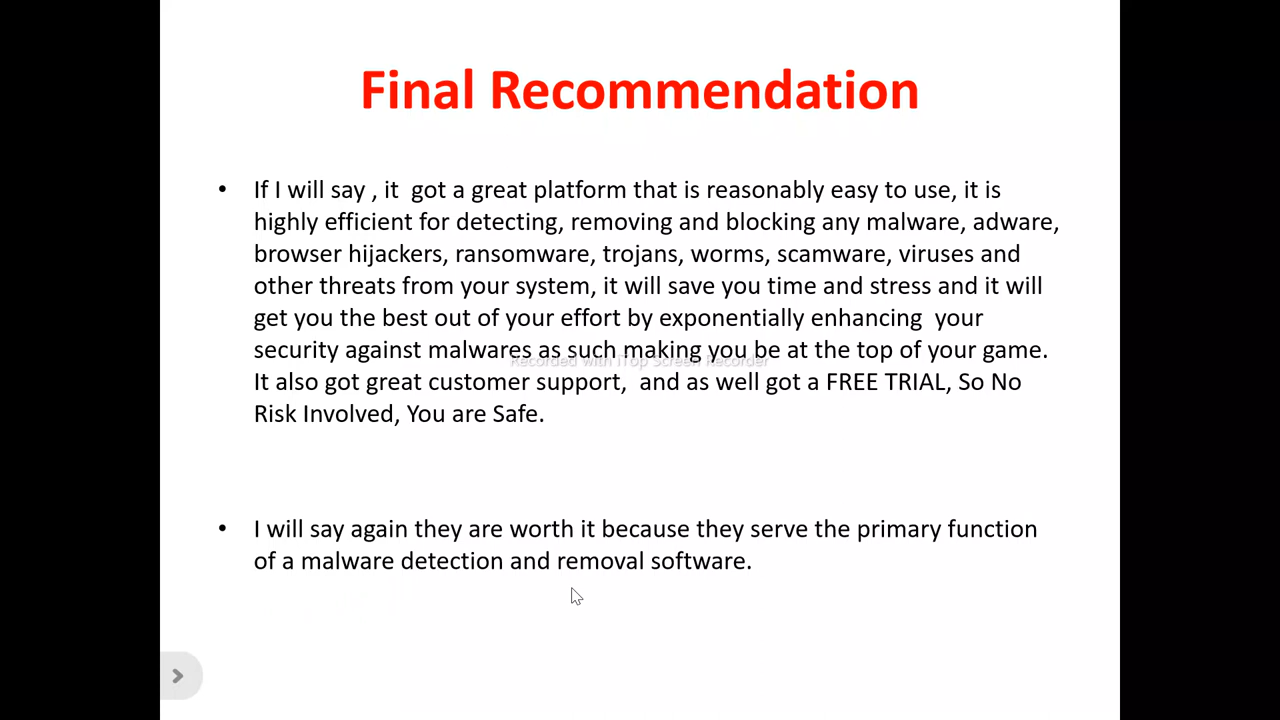 Final Recommendation
• If I will say , it  got a great platform that is reasonably easy to use, it is
highly efficient for detecting, removing and blocking any malware, adware,
browser hijackers, ransomware, trojans, worms, scamware, viruses and
other threats from your system, it will save you time and stress and it will
get you the best out of your effort by exponentially enhancing  your
security against malwares as such making you be at the top of your game.
Recorded with iTop Screen Recorder
It also got great customer support,  and as well got a FREE TRIAL, So No
Risk Involved, You are Safe.
• I will say again they are worth it because they serve the primary function
of a malware detection and removal software.